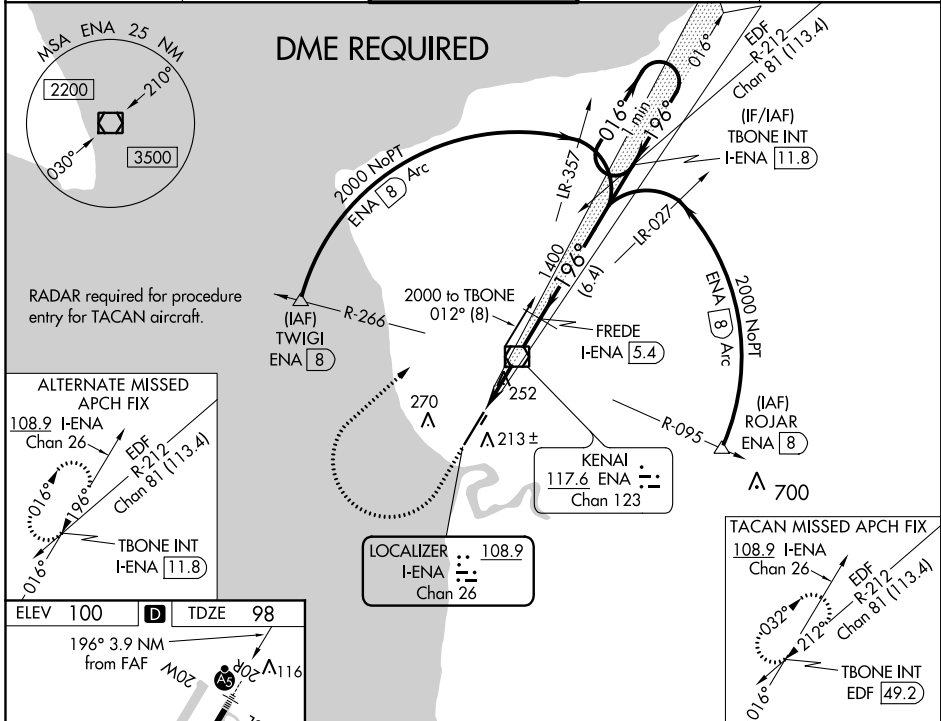 DME REQUIRED
MSA ENA 25 NM
2200
210°
030°
3500
016°
EDF
R-212
Chan 81 (113.4)
016°
1 min
196°
(IF/IAF)
TBONE INT
I-ENA 11.8
2000 NoPT
ENA 8 Arc
LR-357
LR-027
1400
196°
(6.4)
2000 NoPT
ENA 8 Arc
RADAR required for procedure
entry for TACAN aircraft.
(IAF)
TWIGI
ENA 8
R-266
2000 to TBONE
012° (8)
FREDE
I-ENA 5.4
252
270
213 ±
R-095
(IAF)
ROJAR
ENA 8
700
KENAI
117.6 ENA
Chan 123
LOCALIZER 108.9
I-ENA
Chan 26
ALTERNATE MISSED
APCH FIX
108.9 I-ENA
Chan 26
EDF
R-212
Chan 81 (113.4)
016°
196°
TBONE INT
I-ENA 11.8
016°
TACAN MISSED APCH FIX
108.9 I-ENA
Chan 26
EDF
R-212
Chan 81 (113.4)
032°
212°
TBONE INT
EDF 49.2
016°
ELEV 100 D TDZE 98
196° 3.9 NM
from FAF
20W
20R
116
A5